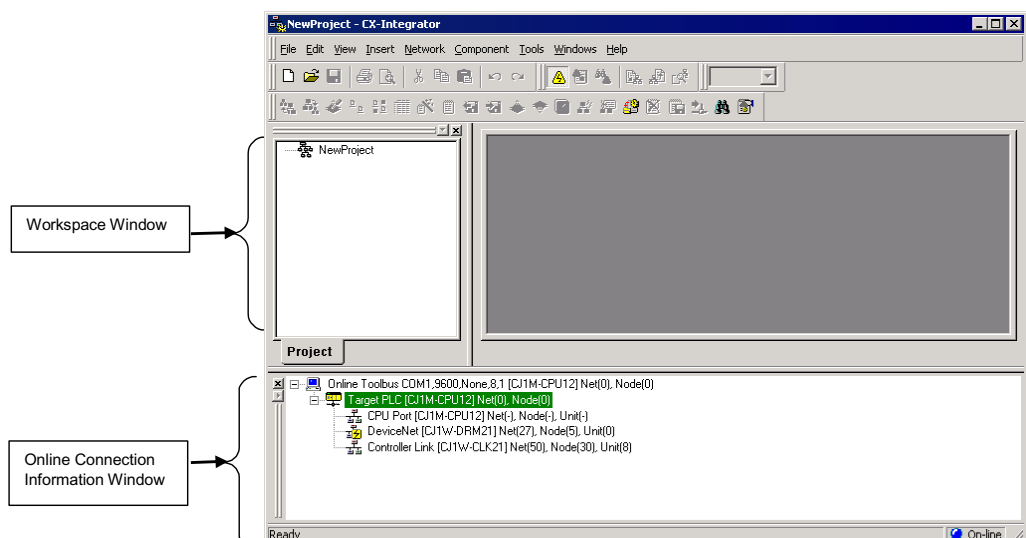 NewProject - CX-Integrator
File Edit View Insert Network Component Tools Windows Help
NewProject
Workspace Window
Project
Online Toolbus COM1,9600,None,8,1 [CJ1M-CPU12] Net(0), Node(0)
Target PLC [CJ1M-CPU12] Net(0), Node(0)
CPU Port [CJ1M-CPU12] Net(-), Node(-), Unit(-)
DeviceNet [CJ1W-DRM21] Net(27), Node(5), Unit(0)
Controller Link [CJ1W-CLK21] Net(50), Node(30), Unit(8)
Online Connection
Information Window
Ready
On-line